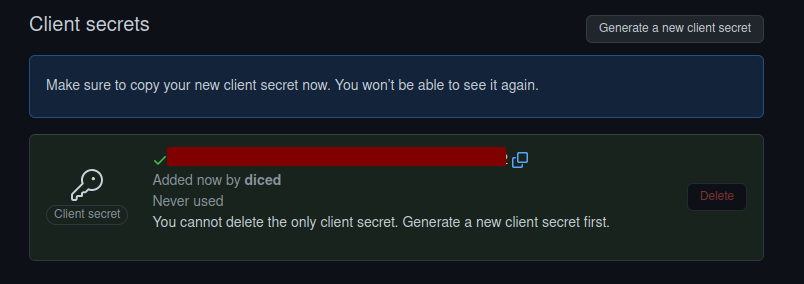 Client secrets
Generate a new client secret
Make sure to copy your new client secret now. You won't be able to see it again.
Added now by diced
Never used
Client secret
Delete
You cannot delete the only client secret. Generate a new client secret first.